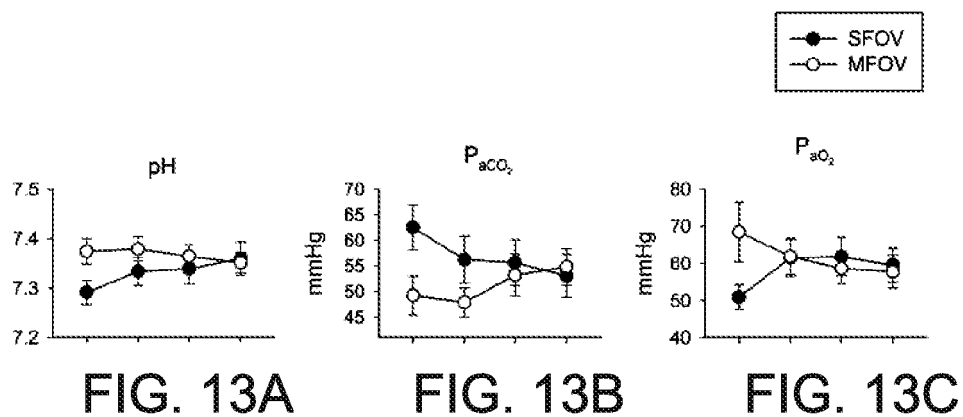 SFOV
MFOV
pH
PaCO₂
PaO₂
7.5
7.4
7.3
7.2
mmHg
70
65
60
55
50
45
mmHg
80
70
60
50
40
FIG. 13A
FIG. 13B
FIG. 13C